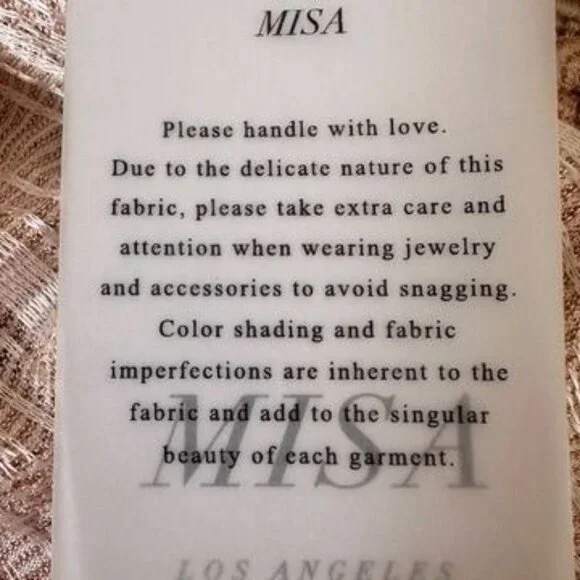 MISA
Please handle with love.
Due to the delicate nature of this
fabric, please take extra care and
attention when wearing jewelry
and accessories to avoid snagging.
Color shading and fabric
imperfections are inherent to the
fabric and add to the singular
beauty of each garment.
MISA
LOS ANGELES